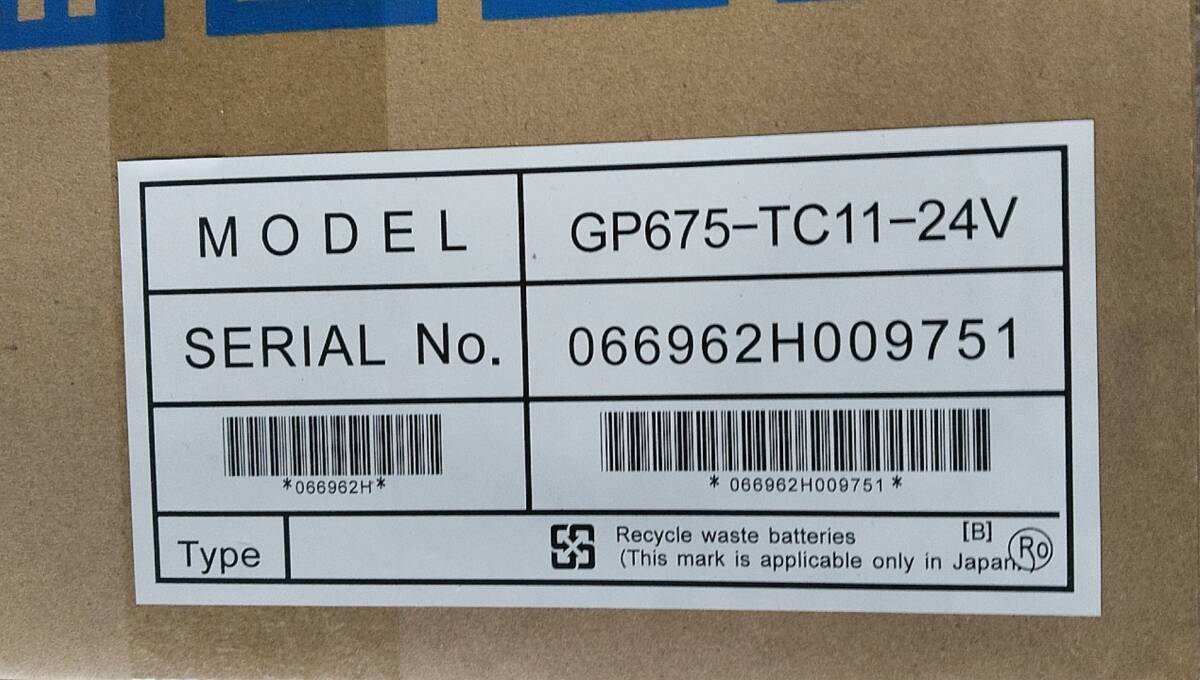 MODEL GP675-TC11-24V
SERIAL No. 066962H009751
*066962H* *066962H009751*
Type
Recycle waste batteries [B]
(This mark is applicable only in Japan.) Ro